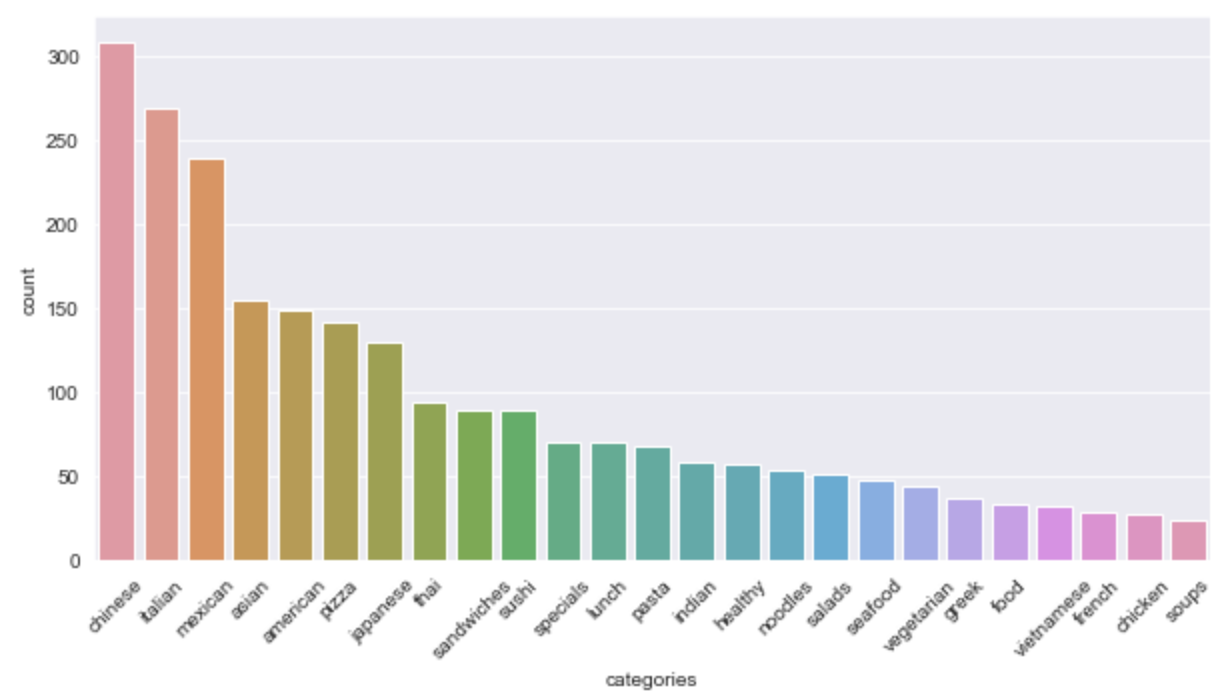 300
250
200
150
100
50
0
count
chinese
italian
mexican
asian
american
pizza
japanese
thai
sandwiches
sushi
specials
lunch
pasta
indian
healthy
noodles
salads
seafood
vegetarian
greek
food
vietnamese
french
chicken
soups
categories